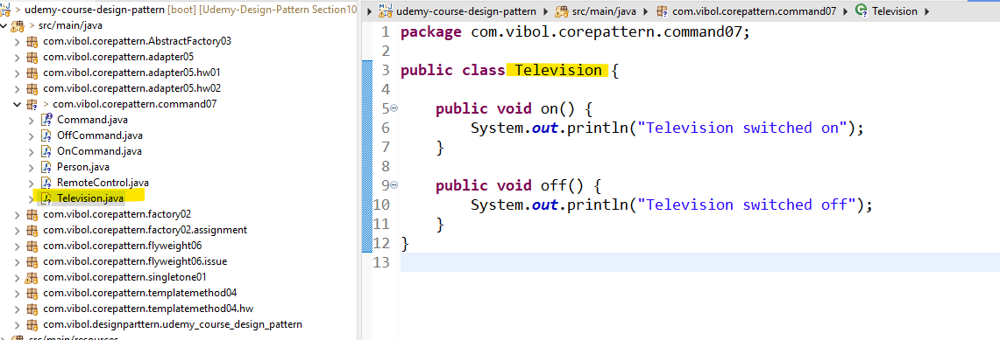 udemy-course-design-pattern [boot] [Udemy-Design-Pattern Section10
src/main/java
com.vibol.corepattern.AbstractFactory03
com.vibol.corepattern.adapter05
com.vibol.corepattern.adapter05.hw01
com.vibol.corepattern.adapter05.hw02
> com.vibol.corepattern.command07
Command.java
OffCommand.java
OnCommand.java
Person.java
RemoteControl.java
Television.java
com.vibol.corepattern.factory02
com.vibol.corepattern.factory02.assignment
com.vibol.corepattern.flyweight06
com.vibol.corepattern.flyweight06.issue
com.vibol.corepattern.singletone01
com.vibol.corepattern.templatemethod04
com.vibol.corepattern.templatemethod04.hw
com.vibol.designparttern.udemy_course_design_pattern
src/main/resources
udemy-course-design-pattern src/main/java com.vibol.corepattern.command07 Television
1 package com.vibol.corepattern.command07;
2
3 public class Television {
4
5 public void on() {
6 System.out.println("Television switched on");
7 }
8
9 public void off() {
10 System.out.println("Television switched off");
11 }
12 }
13